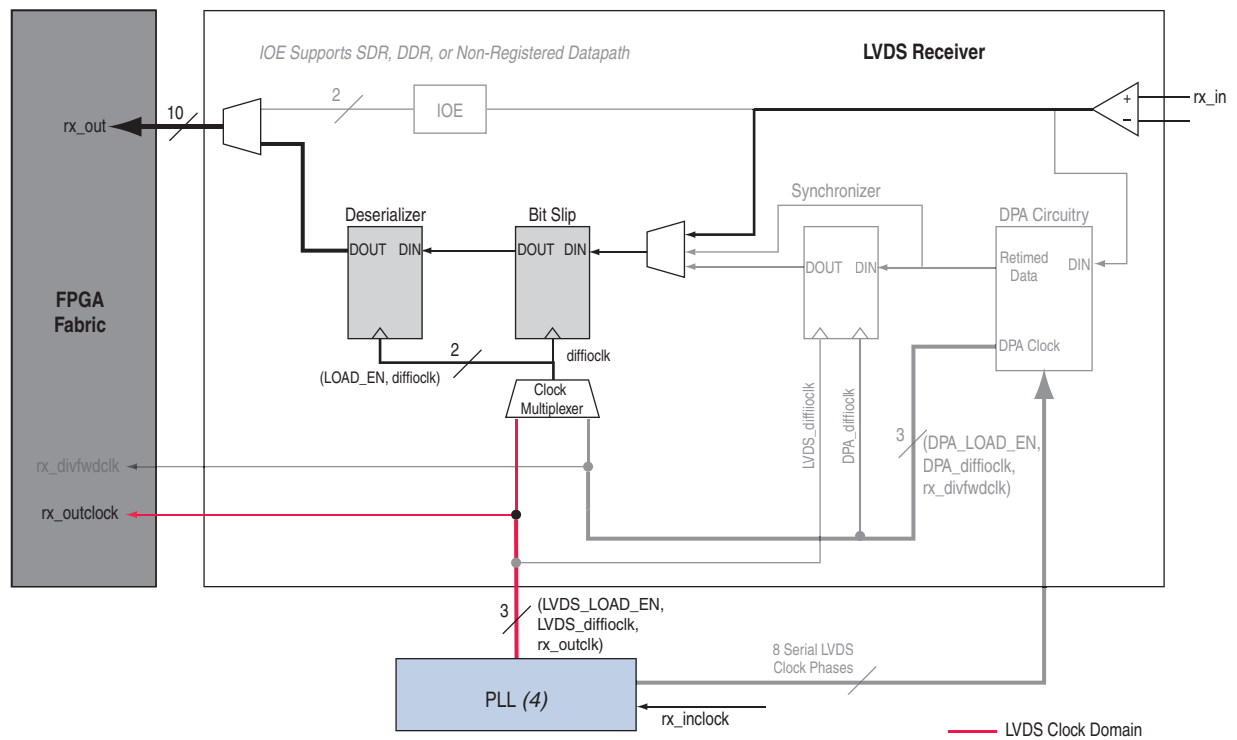 IOE Supports SDR, DDR, or Non-Registered Datapath
LVDS Receiver
2
IOE
+
−
rx_in
10
rx_out
Synchronizer
Deserializer
Bit Slip
DPA Circuitry
DOUT DIN
DOUT DIN
DOUT DIN
Retimed
Data
DIN
FPGA
Fabric
2
diffioclk
(LOAD_EN, diffioclk)
DPA Clock
Clock
Multiplexer
LVDS_diffiioclk
DPA_diffioclk
3
(DPA_LOAD_EN,
DPA_diffioclk,
rx_divfwdclk)
rx_divfwdclk
rx_outclock
3
(LVDS_LOAD_EN,
LVDS_diffioclk,
rx_outclk)
8 Serial LVDS
Clock Phases
PLL (4)
rx_inclock
LVDS Clock Domain